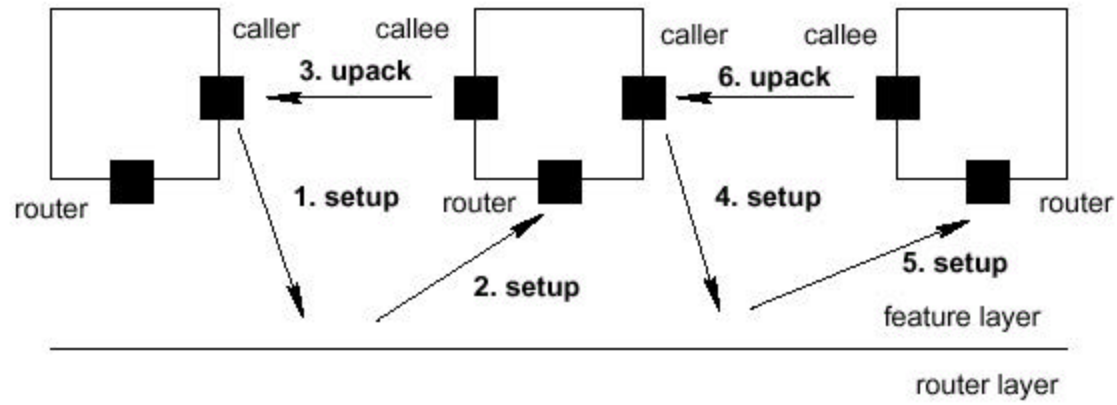 caller
callee
caller
callee
3. upack
6. upack
1. setup
4. setup
router
router
router
2. setup
5. setup
feature layer
router layer